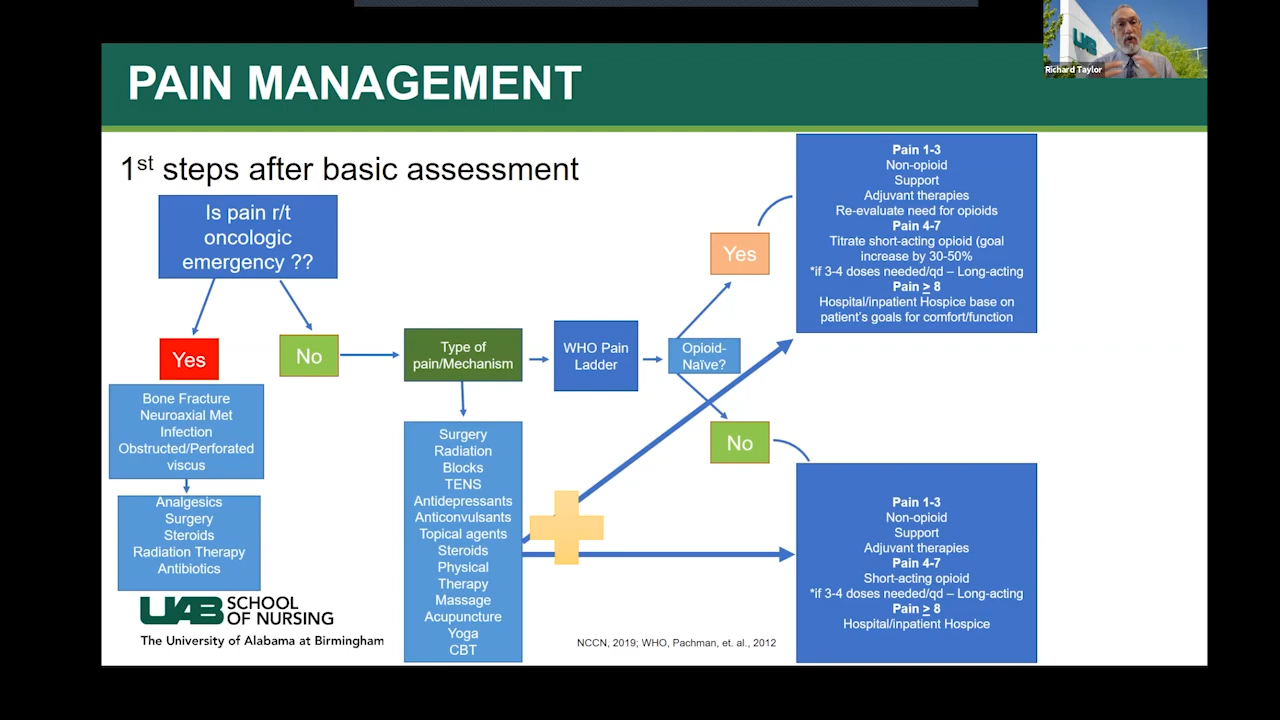 PAIN MANAGEMENT
UAB
Richard Taylor
1st steps after basic assessment
Is pain r/t
oncologic
emergency ??
Yes
No
Bone Fracture
Neuroaxial Met
Infection
Obstructed/Perforated
viscus
Analgesics
Surgery
Steroids
Radiation Therapy
Antibiotics
Type of
pain/Mechanism
Surgery
Radiation
Blocks
TENS
Antidepressants
Anticonvulsants
Topical agents
Steroids
Physical
Therapy
Massage
Acupuncture
Yoga
CBT
WHO Pain
Ladder
Opioid-
Naïve?
Yes
Pain 1-3
Non-opioid
Support
Adjuvant therapies
Re-evaluate need for opioids
Pain 4-7
Titrate short-acting opioid (goal
increase by 30-50%
*if 3-4 doses needed/qd – Long-acting
Pain > 8
Hospital/inpatient Hospice base on
patient's goals for comfort/function
No
Pain 1-3
Non-opioid
Support
Adjuvant therapies
Pain 4-7
Short-acting opioid
*if 3-4 doses needed/qd – Long-acting
Pain > 8
Hospital/inpatient Hospice
UAB SCHOOL
OF NURSING
The University of Alabama at Birmingham
NCCN, 2019; WHO, Pachman, et. al., 2012